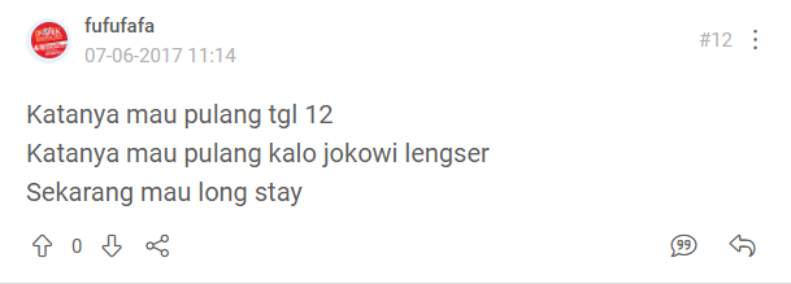 fufufafa
07-06-2017 11:14
#12
Katanya mau pulang tgl 12
Katanya mau pulang kalo jokowi lengser
Sekarang mau long stay
0